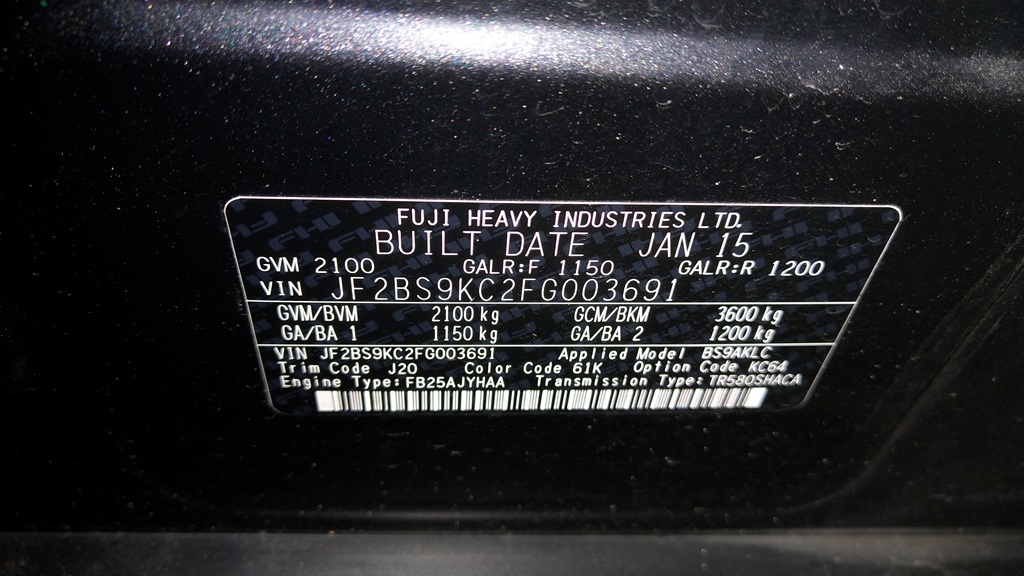 FUJI HEAVY INDUSTRIES LTD.
BUILT DATE JAN 15
GVM 2100 GALR:F 1150 GALR:R 1200
VIN JF2BS9KC2FG003691
GVM/BVM 2100 kg GCM/BKM 3600 kg
GA/BA 1 1150 kg GA/BA 2 1200 kg
VIN JF2BS9KC2FG003691 Applied Model BS9AKLC
Trim Code J20 Color Code 61K Option Code KC64
Engine Type: FB25AJYHAA Transmission Type: TR580SHACA